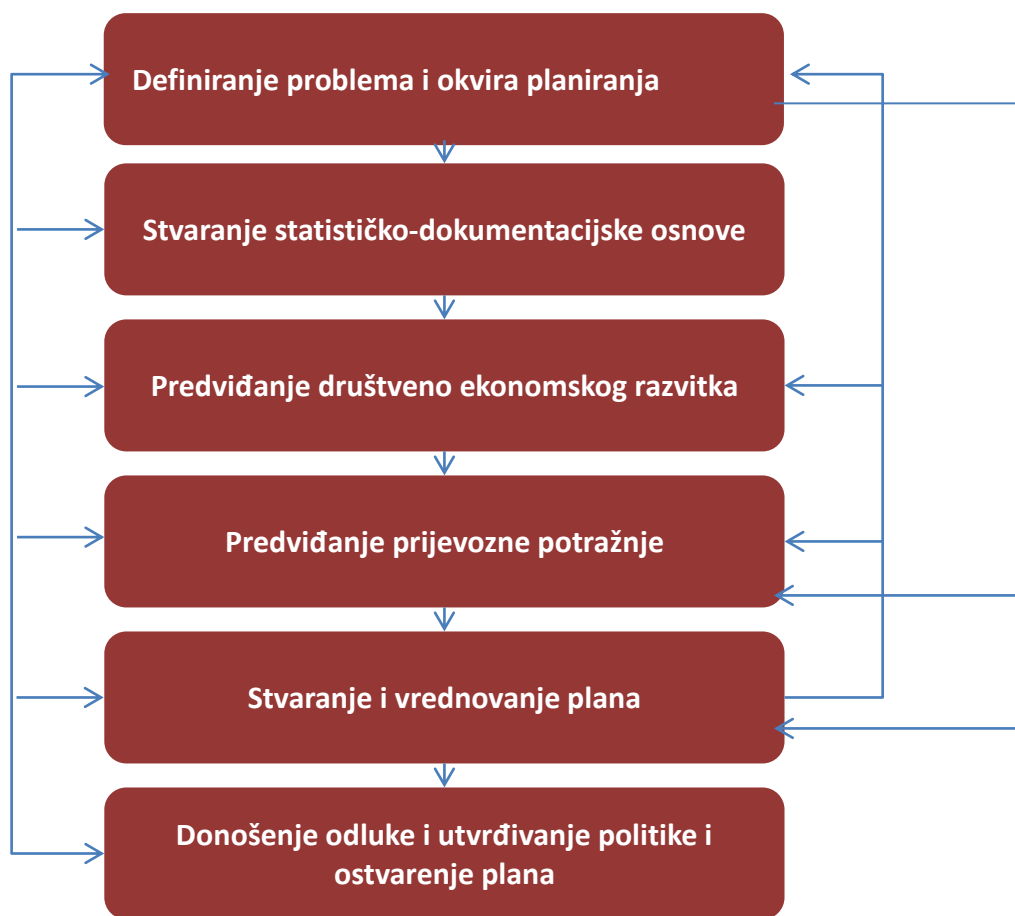 Definiranje problema i okvira planiranja
Stvaranje statističko-dokumentacijske osnove
Predviđanje društveno ekonomskog razvitka
Predviđanje prijevozne potražnje
Stvaranje i vrednovanje plana
Donošenje odluke i utvrđivanje politike i
ostvarenje plana